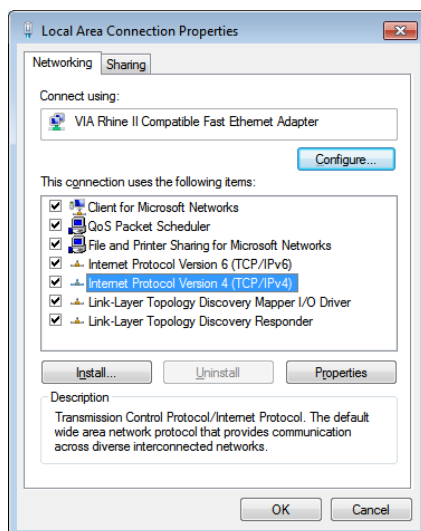 Local Area Connection Properties
Networking
Sharing
Connect using:
VIA Rhine II Compatible Fast Ethernet Adapter
Configure...
This connection uses the following items:
Client for Microsoft Networks
QoS Packet Scheduler
File and Printer Sharing for Microsoft Networks
Internet Protocol Version 6 (TCP/IPv6)
Internet Protocol Version 4 (TCP/IPv4)
Link-Layer Topology Discovery Mapper I/O Driver
Link-Layer Topology Discovery Responder
Install...
Uninstall
Properties
Description
Transmission Control Protocol/Internet Protocol. The default
wide area network protocol that provides communication
across diverse interconnected networks.
OK
Cancel